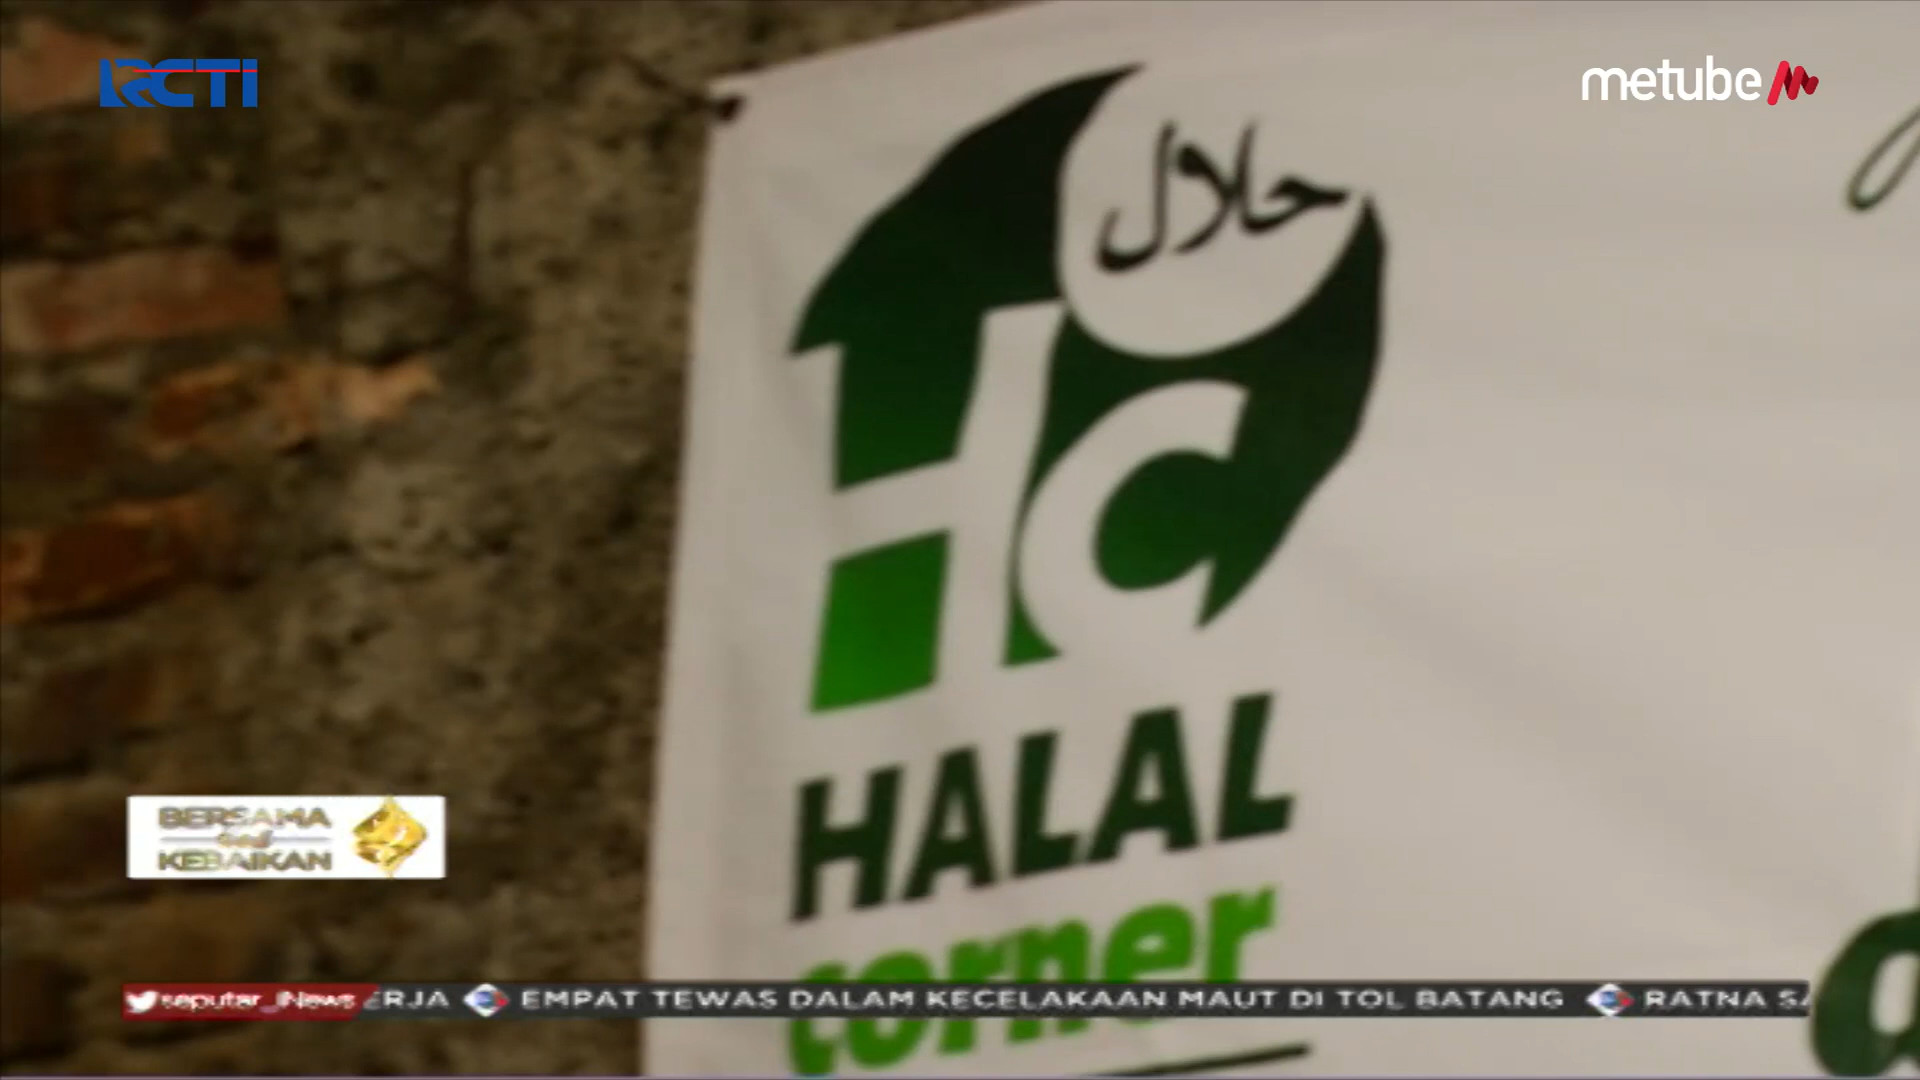 RCTI
metube
حلال
HC
HALAL
corner
BERSAMA
KEBAIKAN
seputar_iNews ERJA EMPAT TEWAS DALAM KECELAKAAN MAUT DI TOL BATANG RATNA